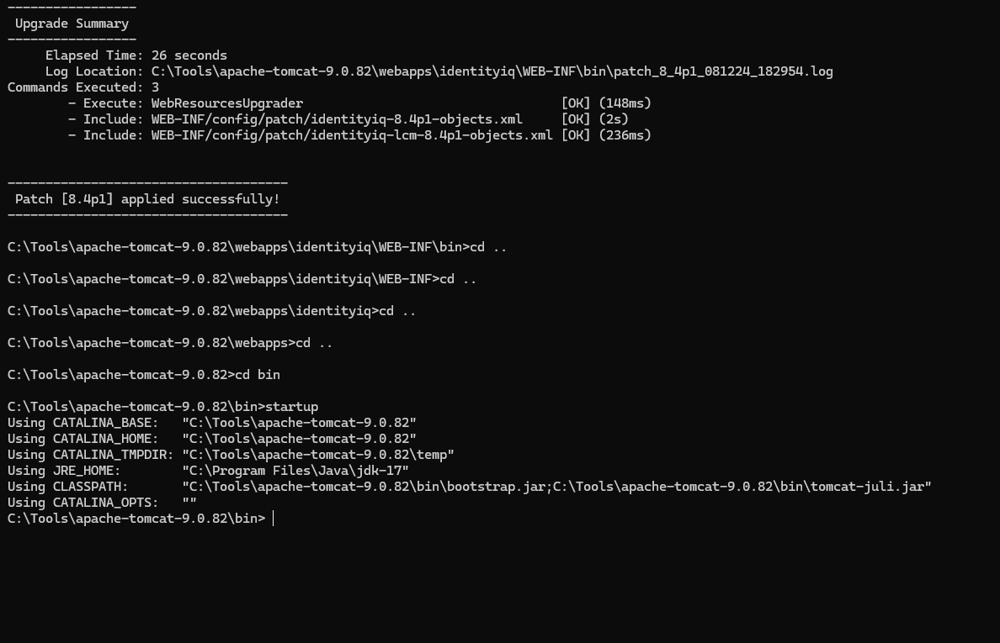 -----------------
 Upgrade Summary
-----------------
     Elapsed Time: 26 seconds
     Log Location: C:\Tools\apache-tomcat-9.0.82\webapps\identityiq\WEB-INF\bin\patch_8_4p1_081224_182954.log
Commands Executed: 3
        - Execute: WebResourcesUpgrader                                  [OK] (148ms)
        - Include: WEB-INF/config/patch/identityiq-8.4p1-objects.xml     [OK] (2s)
        - Include: WEB-INF/config/patch/identityiq-lcm-8.4p1-objects.xml [OK] (236ms)
-------------------------------------
 Patch [8.4p1] applied successfully!
-------------------------------------
C:\Tools\apache-tomcat-9.0.82\webapps\identityiq\WEB-INF\bin>cd ..
C:\Tools\apache-tomcat-9.0.82\webapps\identityiq\WEB-INF>cd ..
C:\Tools\apache-tomcat-9.0.82\webapps\identityiq>cd ..
C:\Tools\apache-tomcat-9.0.82\webapps>cd ..
C:\Tools\apache-tomcat-9.0.82>cd bin
C:\Tools\apache-tomcat-9.0.82\bin>startup
Using CATALINA_BASE:   "C:\Tools\apache-tomcat-9.0.82"
Using CATALINA_HOME:   "C:\Tools\apache-tomcat-9.0.82"
Using CATALINA_TMPDIR: "C:\Tools\apache-tomcat-9.0.82\temp"
Using JRE_HOME:        "C:\Program Files\Java\jdk-17"
Using CLASSPATH:       "C:\Tools\apache-tomcat-9.0.82\bin\bootstrap.jar;C:\Tools\apache-tomcat-9.0.82\bin\tomcat-juli.jar"
Using CATALINA_OPTS:   ""
C:\Tools\apache-tomcat-9.0.82\bin>